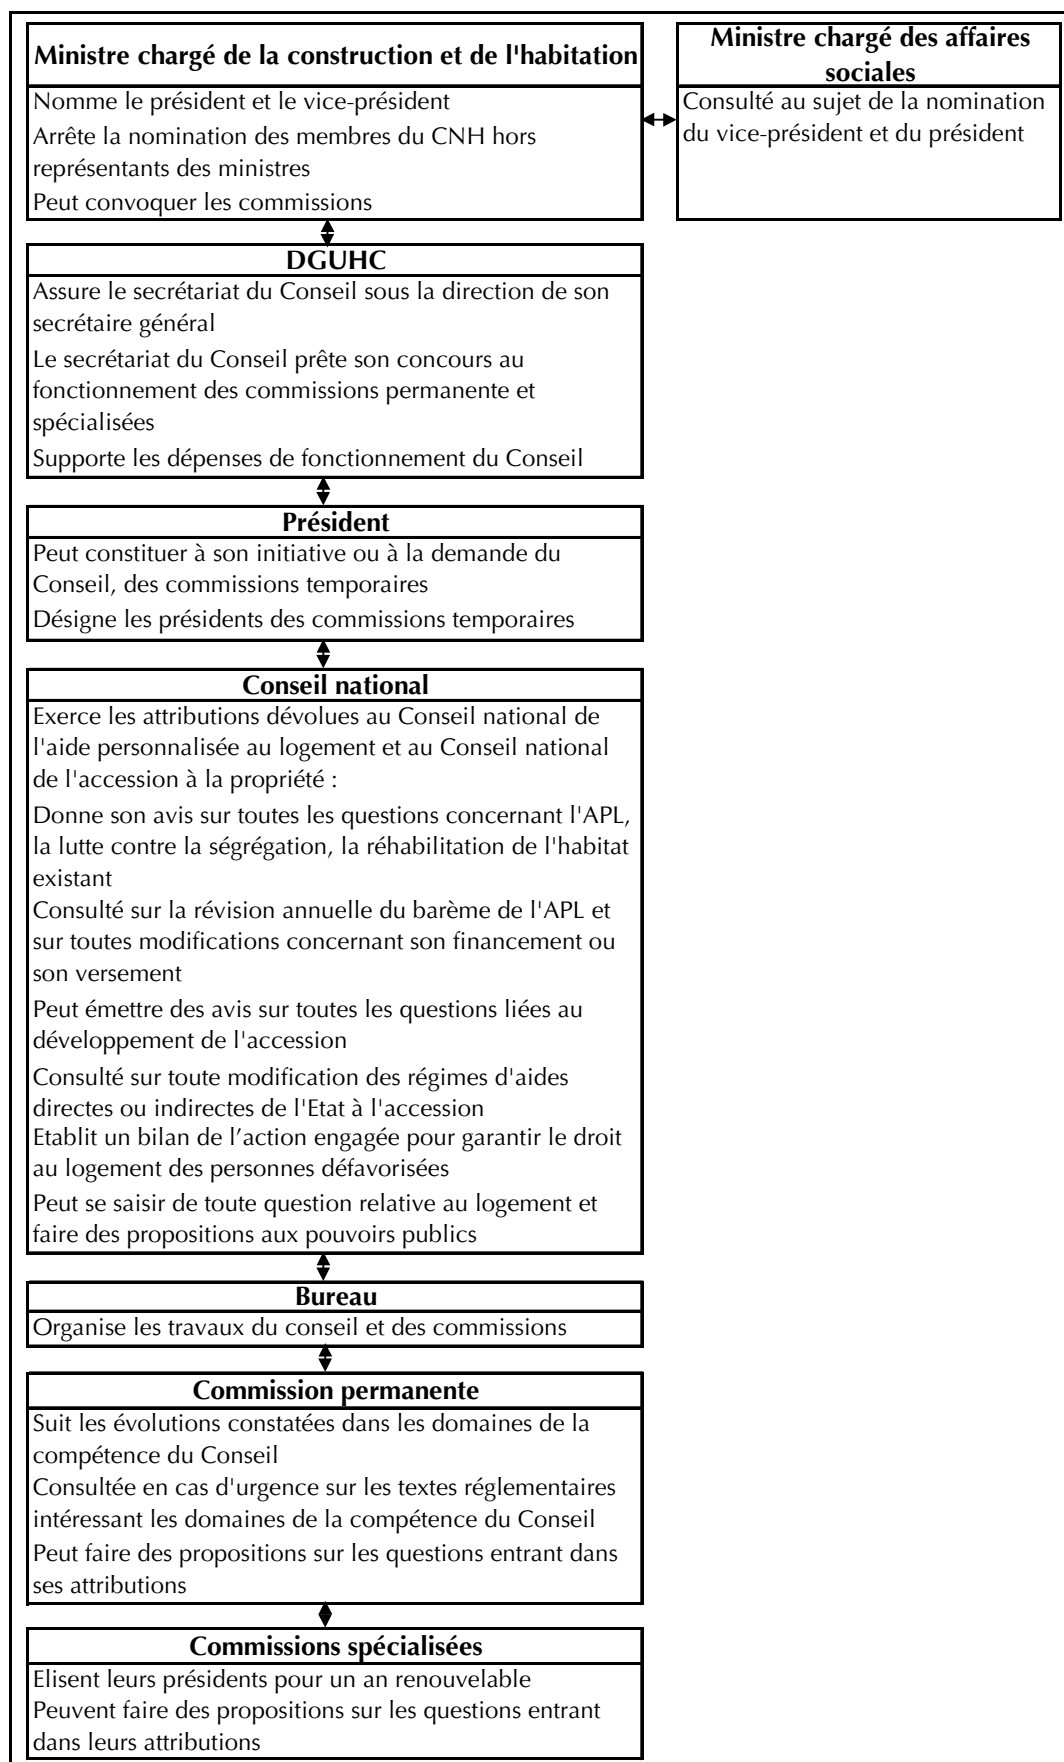 Ministre chargé de la construction et de l'habitation
Nomme le président et le vice-président
Arrête la nomination des membres du CNH hors
représentants des ministres
Peut convoquer les commissions
Ministre chargé des affaires
sociales
Consulté au sujet de la nomination
du vice-président et du président
DGUHC
Assure le secrétariat du Conseil sous la direction de son
secrétaire général
Le secrétariat du Conseil prête son concours au
fonctionnement des commissions permanente et
spécialisées
Supporte les dépenses de fonctionnement du Conseil
Président
Peut constituer à son initiative ou à la demande du
Conseil, des commissions temporaires
Désigne les présidents des commissions temporaires
Conseil national
Exerce les attributions dévolues au Conseil national de
l'aide personnalisée au logement et au Conseil national
de l'accession à la propriété :
Donne son avis sur toutes les questions concernant l'APL,
la lutte contre la ségrégation, la réhabilitation de l'habitat
existant
Consulté sur la révision annuelle du barème de l'APL et
sur toutes modifications concernant son financement ou
son versement
Peut émettre des avis sur toutes les questions liées au
développement de l'accession
Consulté sur toute modification des régimes d'aides
directes ou indirectes de l'Etat à l'accession
Etablit un bilan de l’action engagée pour garantir le droit
au logement des personnes défavorisées
Peut se saisir de toute question relative au logement et
faire des propositions aux pouvoirs publics
Bureau
Organise les travaux du conseil et des commissions
Commission permanente
Suit les évolutions constatées dans les domaines de la
compétence du Conseil
Consultée en cas d'urgence sur les textes réglementaires
intéressant les domaines de la compétence du Conseil
Peut faire des propositions sur les questions entrant dans
ses attributions
Commissions spécialisées
Elisent leurs présidents pour un an renouvelable
Peuvent faire des propositions sur les questions entrant
dans leurs attributions